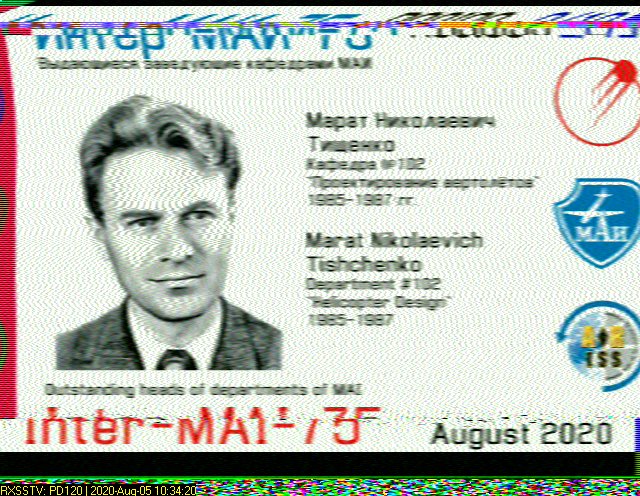 Интер-МАИ-75
Выдающиеся заведующие кафедрами МАИ
Марат Николаевич
Тищенко
Кафедра №102
"Проектирование вертолётов"
1985-1987 гг.
МАИ
Marat Nikolaevich
Tishchenko
Department #102
"Helicopter Design"
1985-1987
ISS
Outstanding heads of departments of MAI
Inter-MAI-75
August 2020
RXSSTV: PD120 | 2020-Aug-05 10:34:20